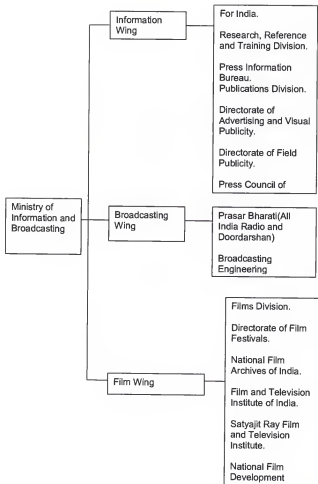 Information
Wing
For India.
Research, Reference
and Training Division.
Press Information
Bureau.
Publications Division.
Directorate of
Advertising and Visual
Publicity.
Directorate of Field
Publicity.
Press Council of
Ministry of
Information and
Broadcasting
Broadcasting
Wing
Prasar Bharati(All
India Radio and
Doordarshan)
Broadcasting
Engineering
Film Wing
Films Division.
Directorate of Film
Festivals.
National Film
Archives of India.
Film and Television
Institute of India.
Satyajit Ray Film
and Television
Institute.
National Film
Development